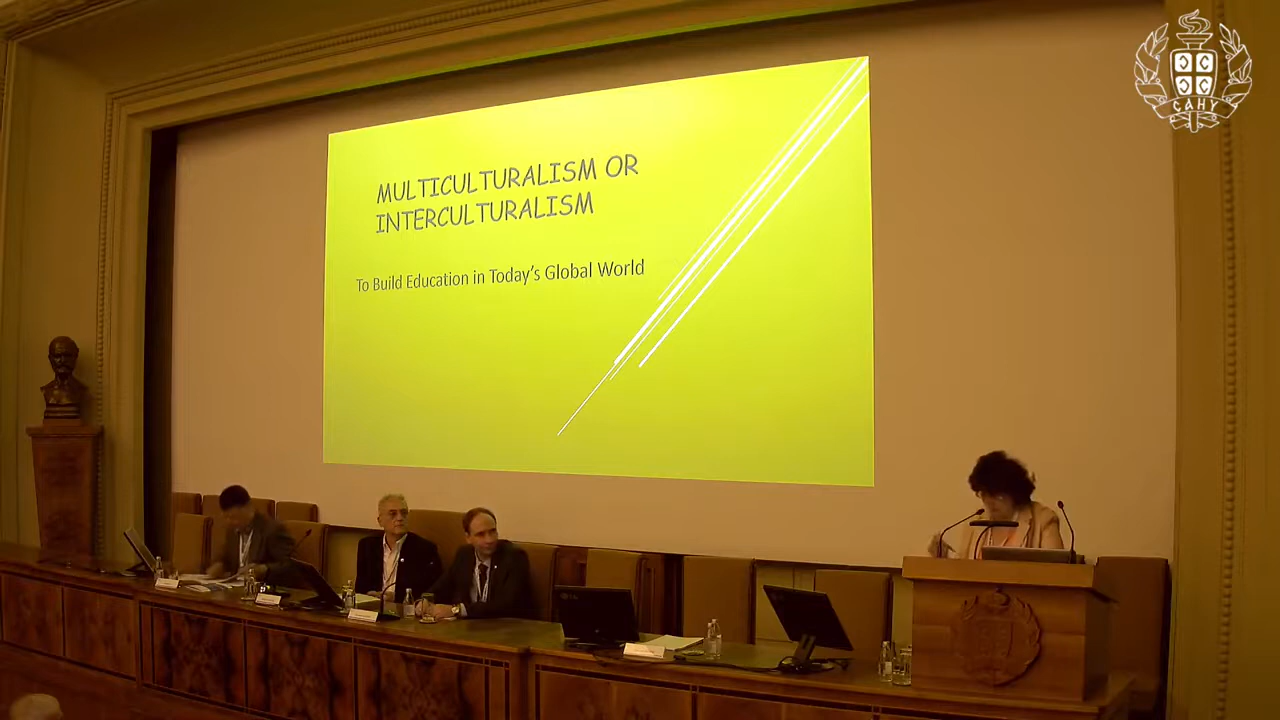 MULTICULTURALISM OR
INTERCULTURALISM
To Build Education in Today's Global World
САНУ